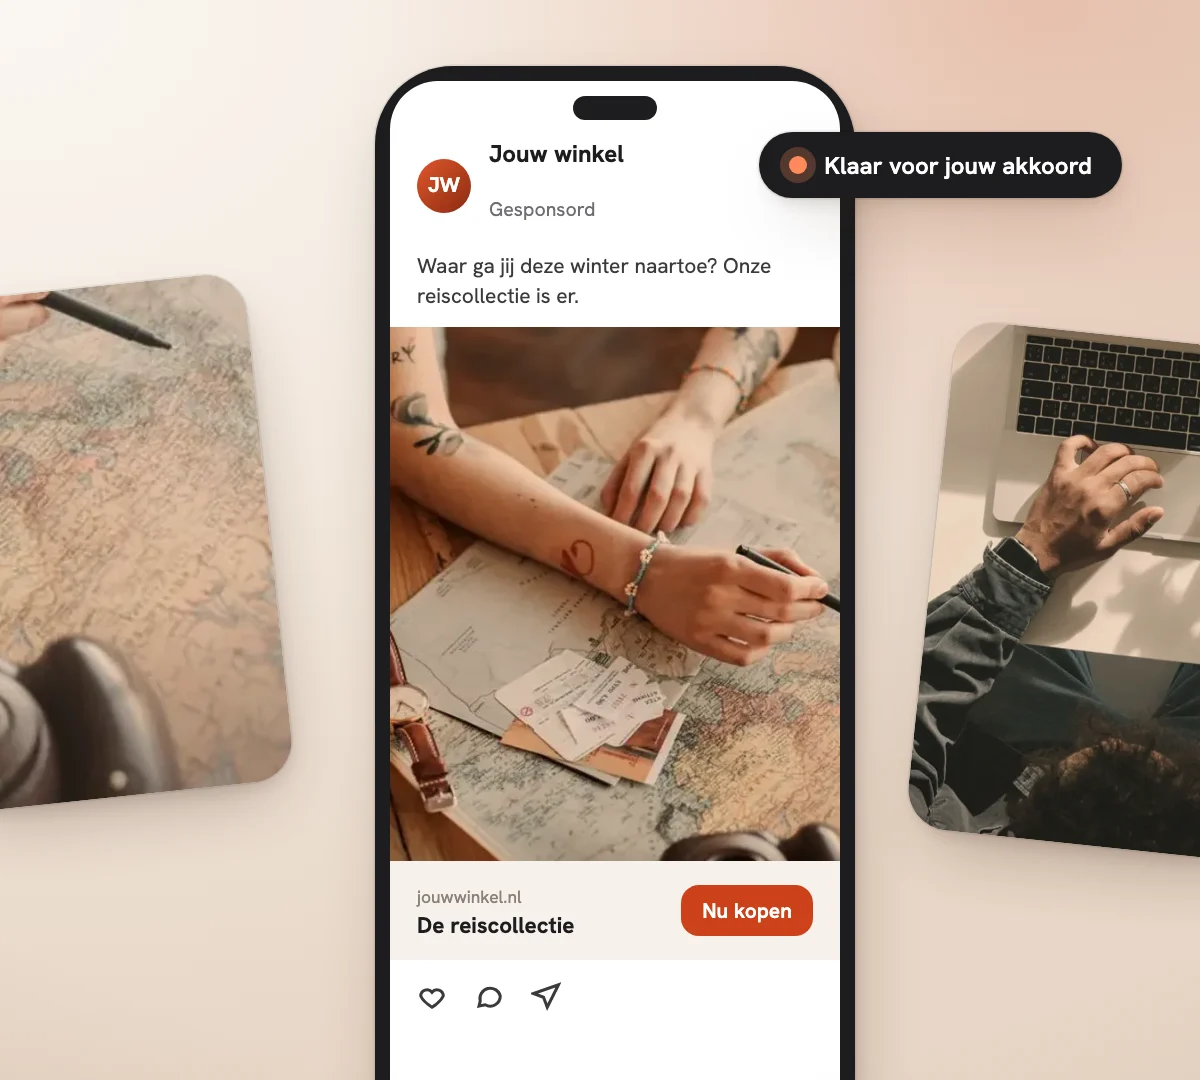 Jouw winkel
JW
Gesponsord
Klaar voor jouw akkoord
Waar ga jij deze winter naartoe? Onze
reiscollectie is er.
jouwwinkel.nl
De reiscollectie
Nu kopen